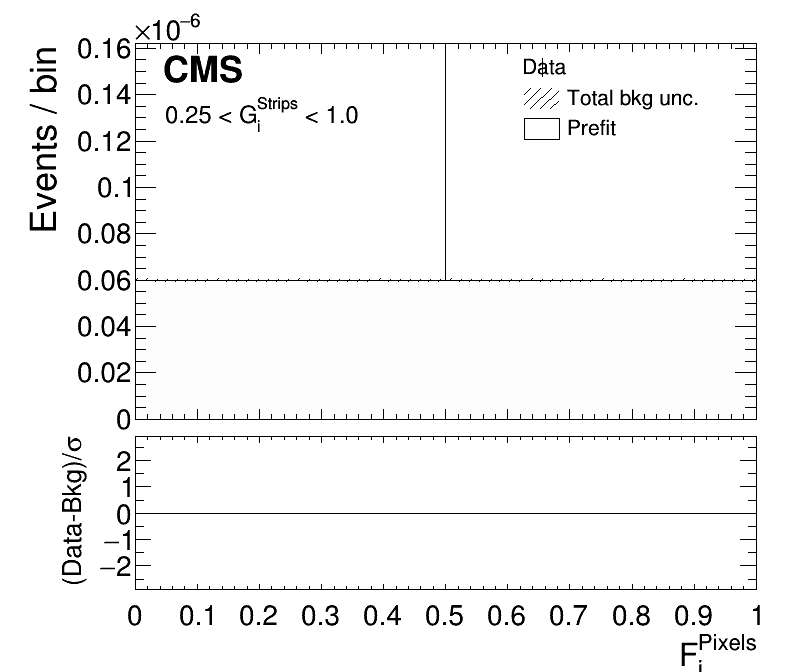 ×10⁻⁶
Events / bin
0.16
0.14
0.12
0.1
0.08
0.06
0.04
0.02
0
CMS
0.25 < G_i^Strips < 1.0
Data
Total bkg unc.
Prefit
(Data-Bkg)/σ
2
1
0
−1
−2
0 0.1 0.2 0.3 0.4 0.5 0.6 0.7 0.8 0.9 1
F_i^Pixels